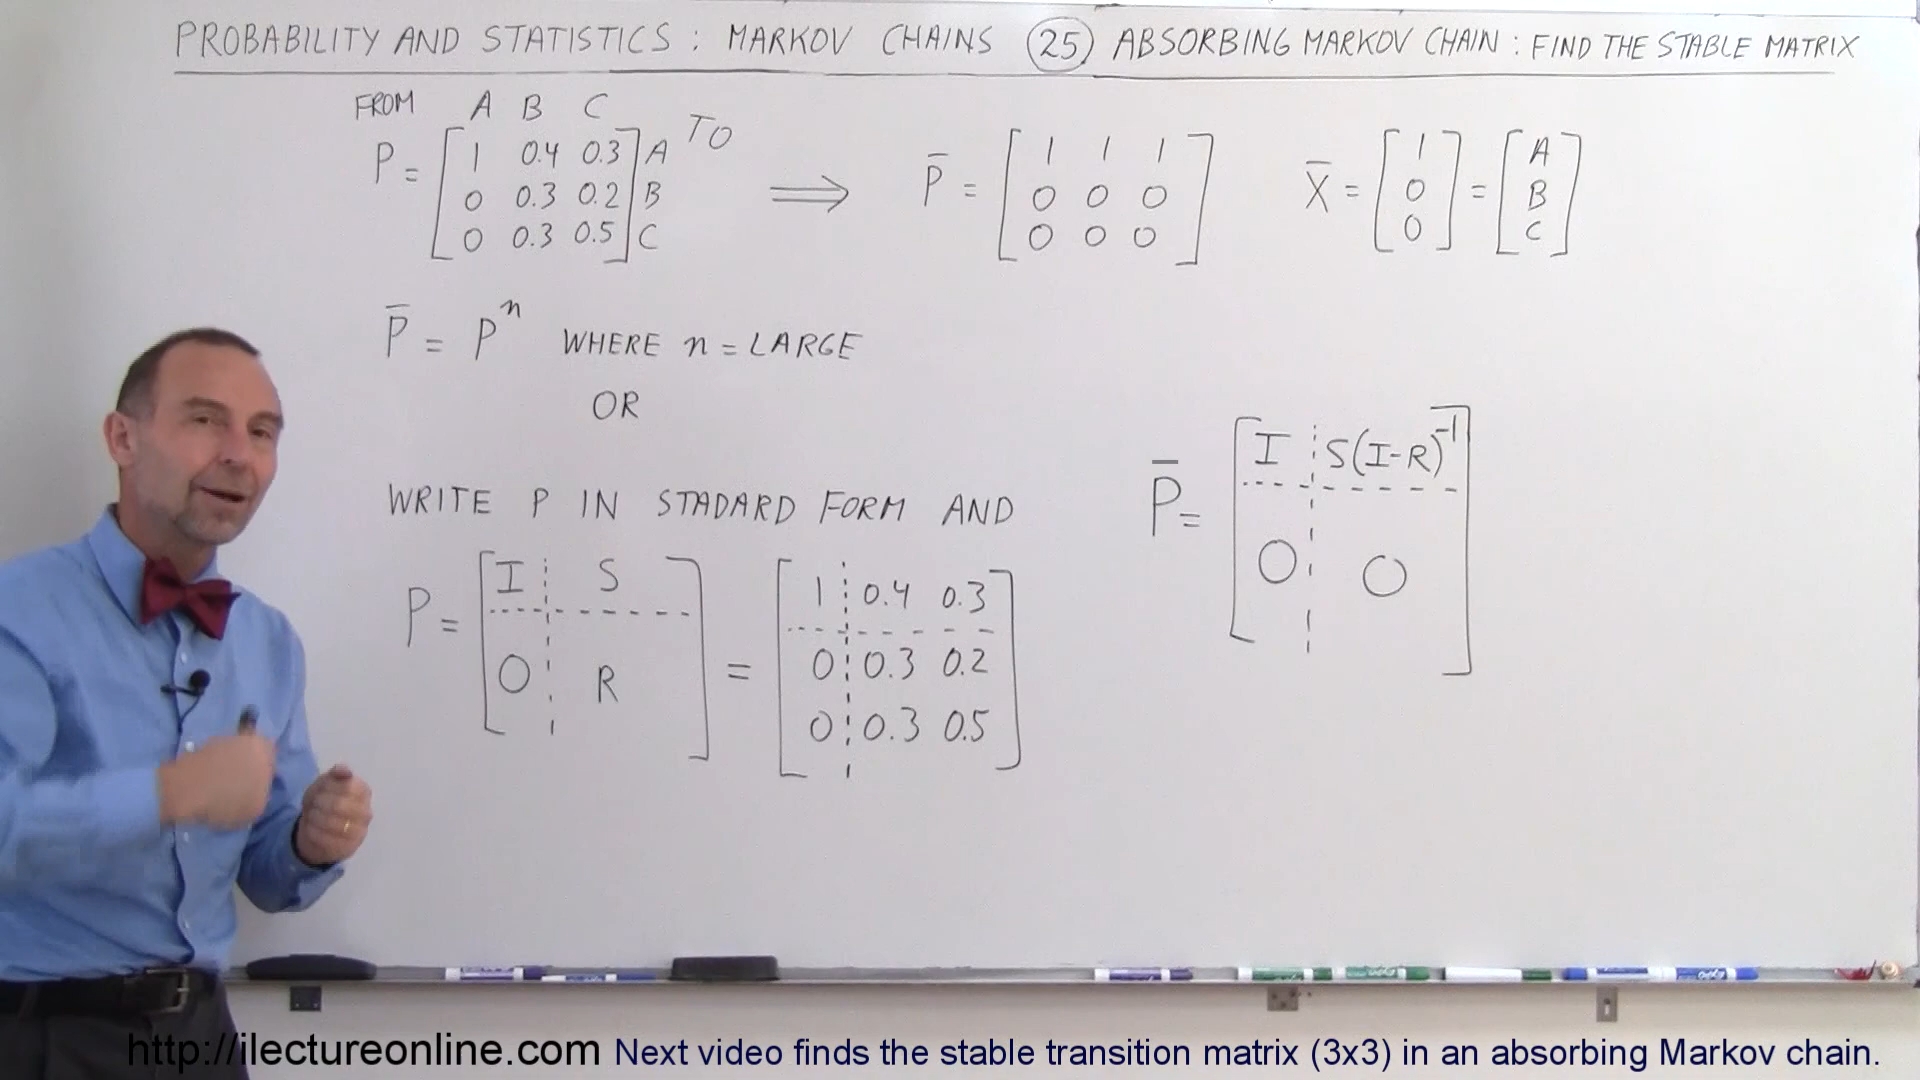 PROBABILITY AND STATISTICS: MARKOV CHAINS (25) ABSORBING MARKOV CHAIN: FIND THE STABLE MATRIX
FROM A B C TO
P = [1 0.4 0.3] A
[0 0.3 0.2] B
[0 0.3 0.5] C
⟹
P̄ = [1 1 1]
[0 0 0]
[0 0 0]
X̄ = [1] = [A]
[0] [B]
[0] [C]
P̄ = Pⁿ WHERE n = LARGE
OR
WRITE P IN STADARD FORM AND
P = [I S]
[O R]
= [1 0.4 0.3]
[0 0.3 0.2]
[0 0.3 0.5]
P̄ = [I S(I-R)⁻¹]
[O O]
http://ilectureonline.com Next video finds the stable transition matrix (3x3) in an absorbing Markov chain.